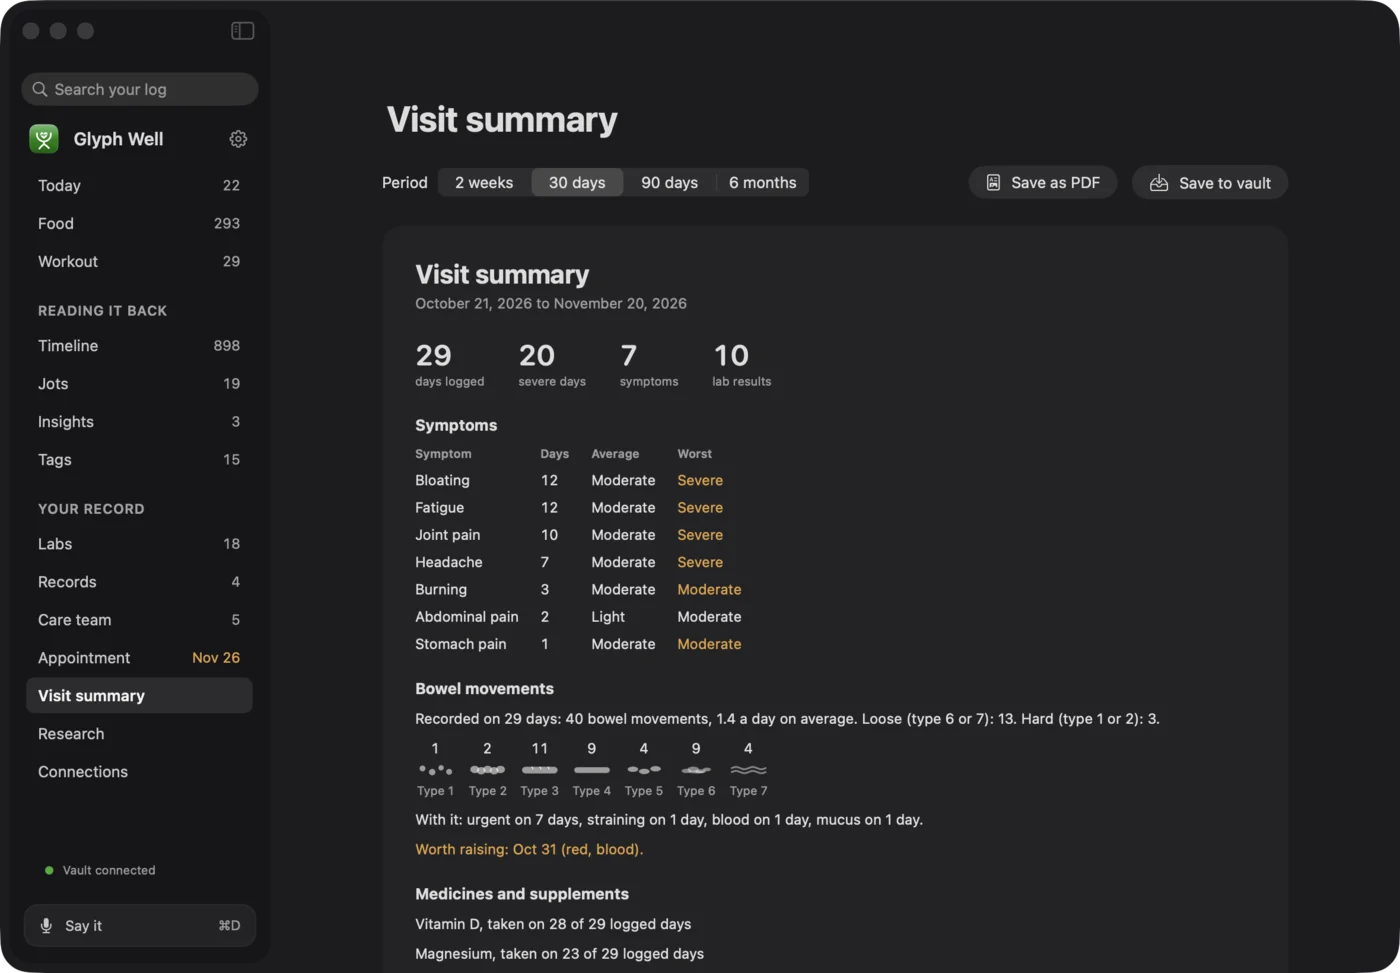 Search your log
Glyph Well
Today 22
Food 293
Workout 29
READING IT BACK
Timeline 898
Jots 19
Insights 3
Tags 15
YOUR RECORD
Labs 18
Records 4
Care team 5
Appointment Nov 26
Visit summary
Research
Connections
Vault connected
Say it ⌘D
Visit summary
Period 2 weeks 30 days 90 days 6 months
Save as PDF Save to vault
Visit summary
October 21, 2026 to November 20, 2026
29 20 7 10
days logged severe days symptoms lab results
Symptoms
Symptom Days Average Worst
Bloating 12 Moderate Severe
Fatigue 12 Moderate Severe
Joint pain 10 Moderate Severe
Headache 7 Moderate Severe
Burning 3 Moderate Moderate
Abdominal pain 2 Light Moderate
Stomach pain 1 Moderate Moderate
Bowel movements
Recorded on 29 days: 40 bowel movements, 1.4 a day on average. Loose (type 6 or 7): 13. Hard (type 1 or 2): 3.
1 2 11 9 4 9 4
Type 1 Type 2 Type 3 Type 4 Type 5 Type 6 Type 7
With it: urgent on 7 days, straining on 1 day, blood on 1 day, mucus on 1 day.
Worth raising: Oct 31 (red, blood).
Medicines and supplements
Vitamin D, taken on 28 of 29 logged days
Magnesium, taken on 23 of 29 logged days